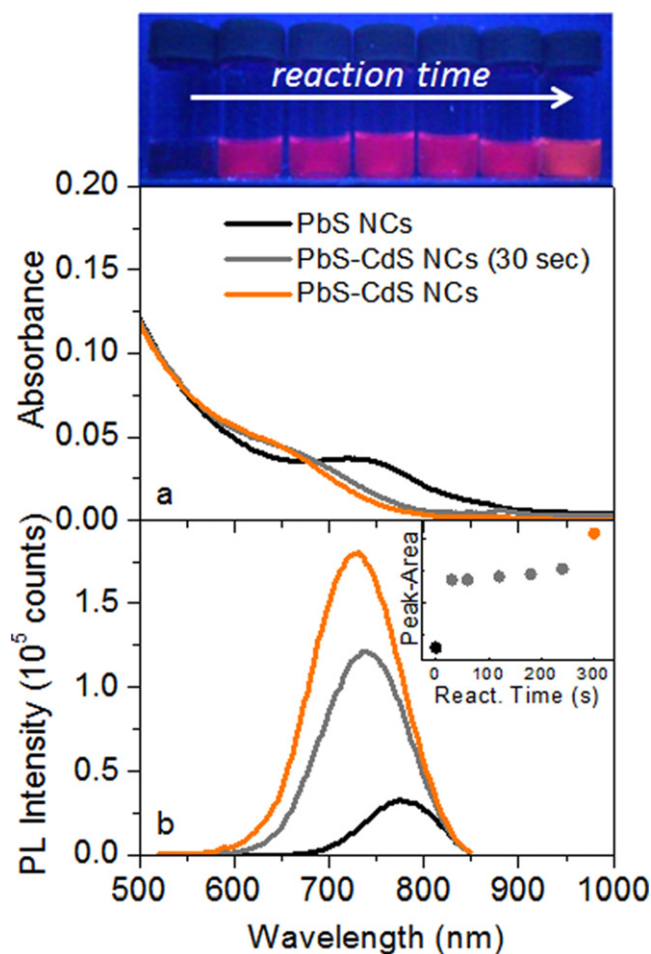 reaction time
0.20
0.15
0.10
0.05
0.00
Absorbance
PbS NCs
PbS-CdS NCs (30 sec)
PbS-CdS NCs
a
1.5
1.0
0.5
0.0
PL Intensity (10⁵ counts)
b
Peak-Area
0 100 200 300
React. Time (s)
500 600 700 800 900 1000
Wavelength (nm)